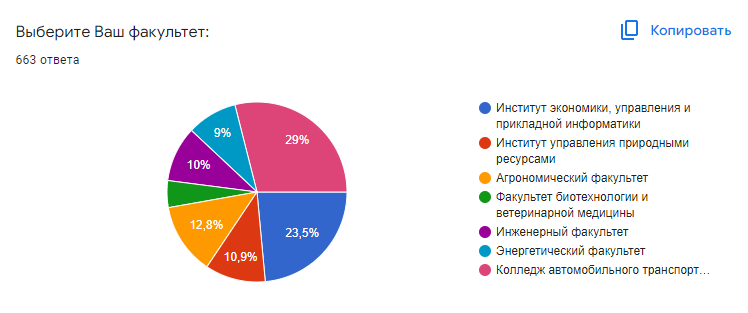 Выберите Ваш факультет:
Копировать
663 ответа
29%
9%
10%
12,8%
10,9%
23,5%
Институт экономики, управления и
прикладной информатики
Институт управления природными
ресурсами
Агрономический факультет
Факультет биотехнологии и
ветеринарной медицины
Инженерный факультет
Энергетический факультет
Колледж автомобильного транспорт…